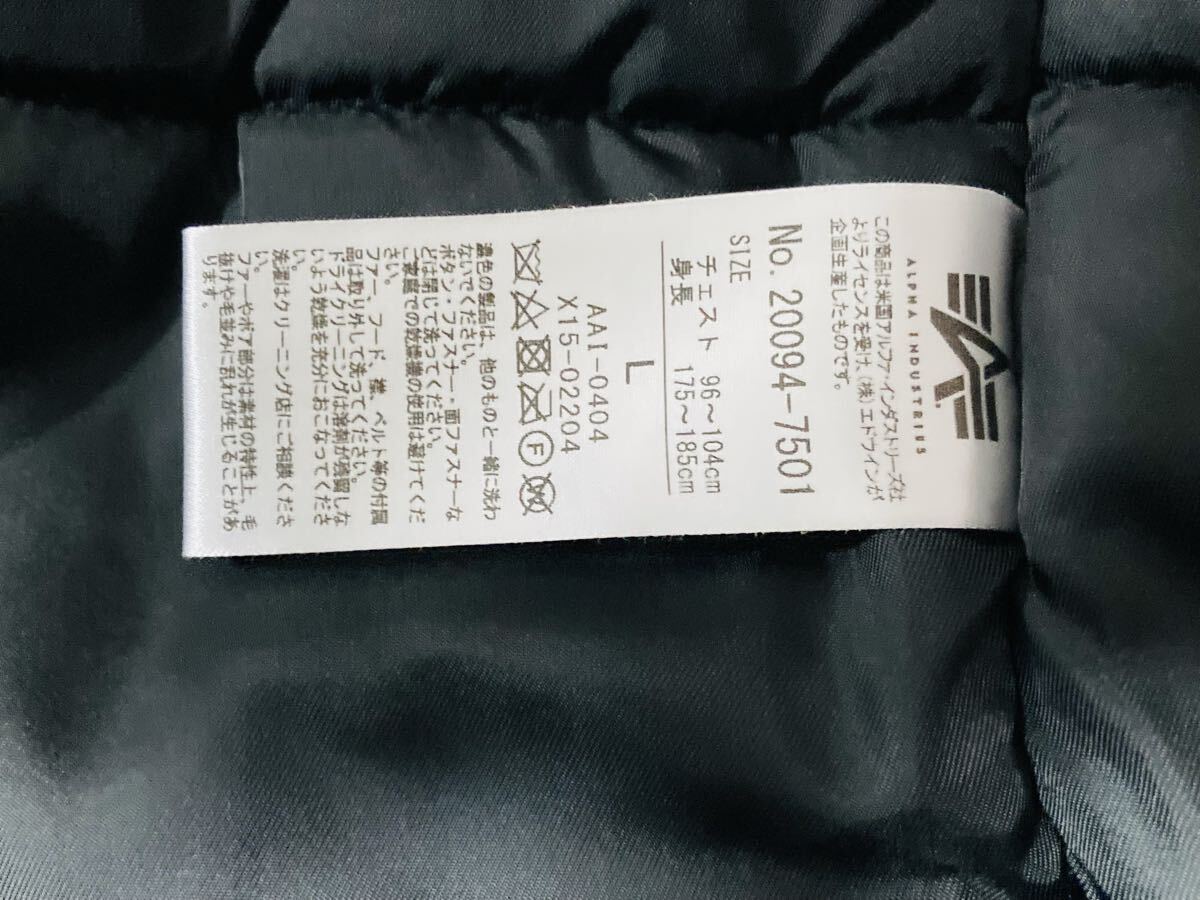 ALPHA INDUSTRIES
この商品は米国アルファ・インダストリーズ社
よりライセンスを受け、(株)エドウインが
企画生産したものです。
No. 20094-7501
SIZE
チェスト 96〜104cm
身長 175〜185cm
L
AAI-0404
X15-02204
F
W
濃色の製品は、他のものと一緒に洗わ
ないでください。
ボタン・ファスナー・面ファスナーな
どは閉じて洗ってください。
ご家庭での乾燥機の使用は避けてくだ
さい。
ファー、フード、襟、ベルト等の付属
品は取り外して洗ってください。
ドライクリーニングは溶剤が残留しな
いよう乾燥を充分におこなってくださ
い。
洗濯はクリーニング店にご相談くださ
い。
ファーやボア部分は素材の特性上、毛
抜けや毛並みに乱れが生じることがあ
ります。